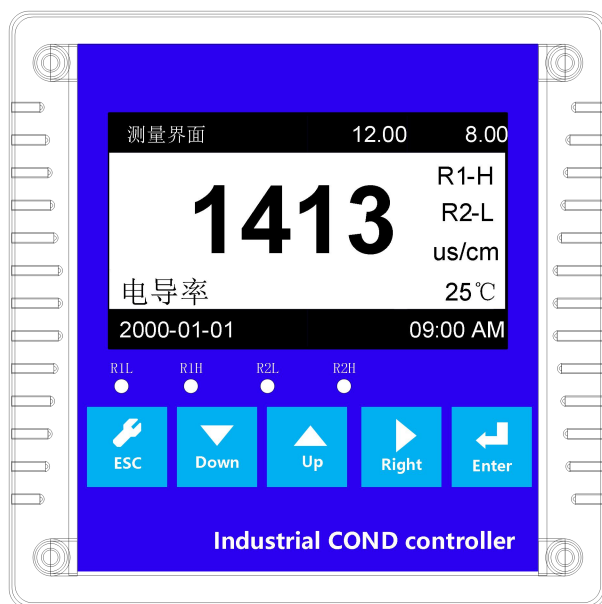 测量界面 12.00 8.00
R1-H
1413
R2-L
us/cm
电导率 25℃
2000-01-01 09:00 AM
R1L R1H R2L R2H
ESC Down Up Right Enter
Industrial COND controller